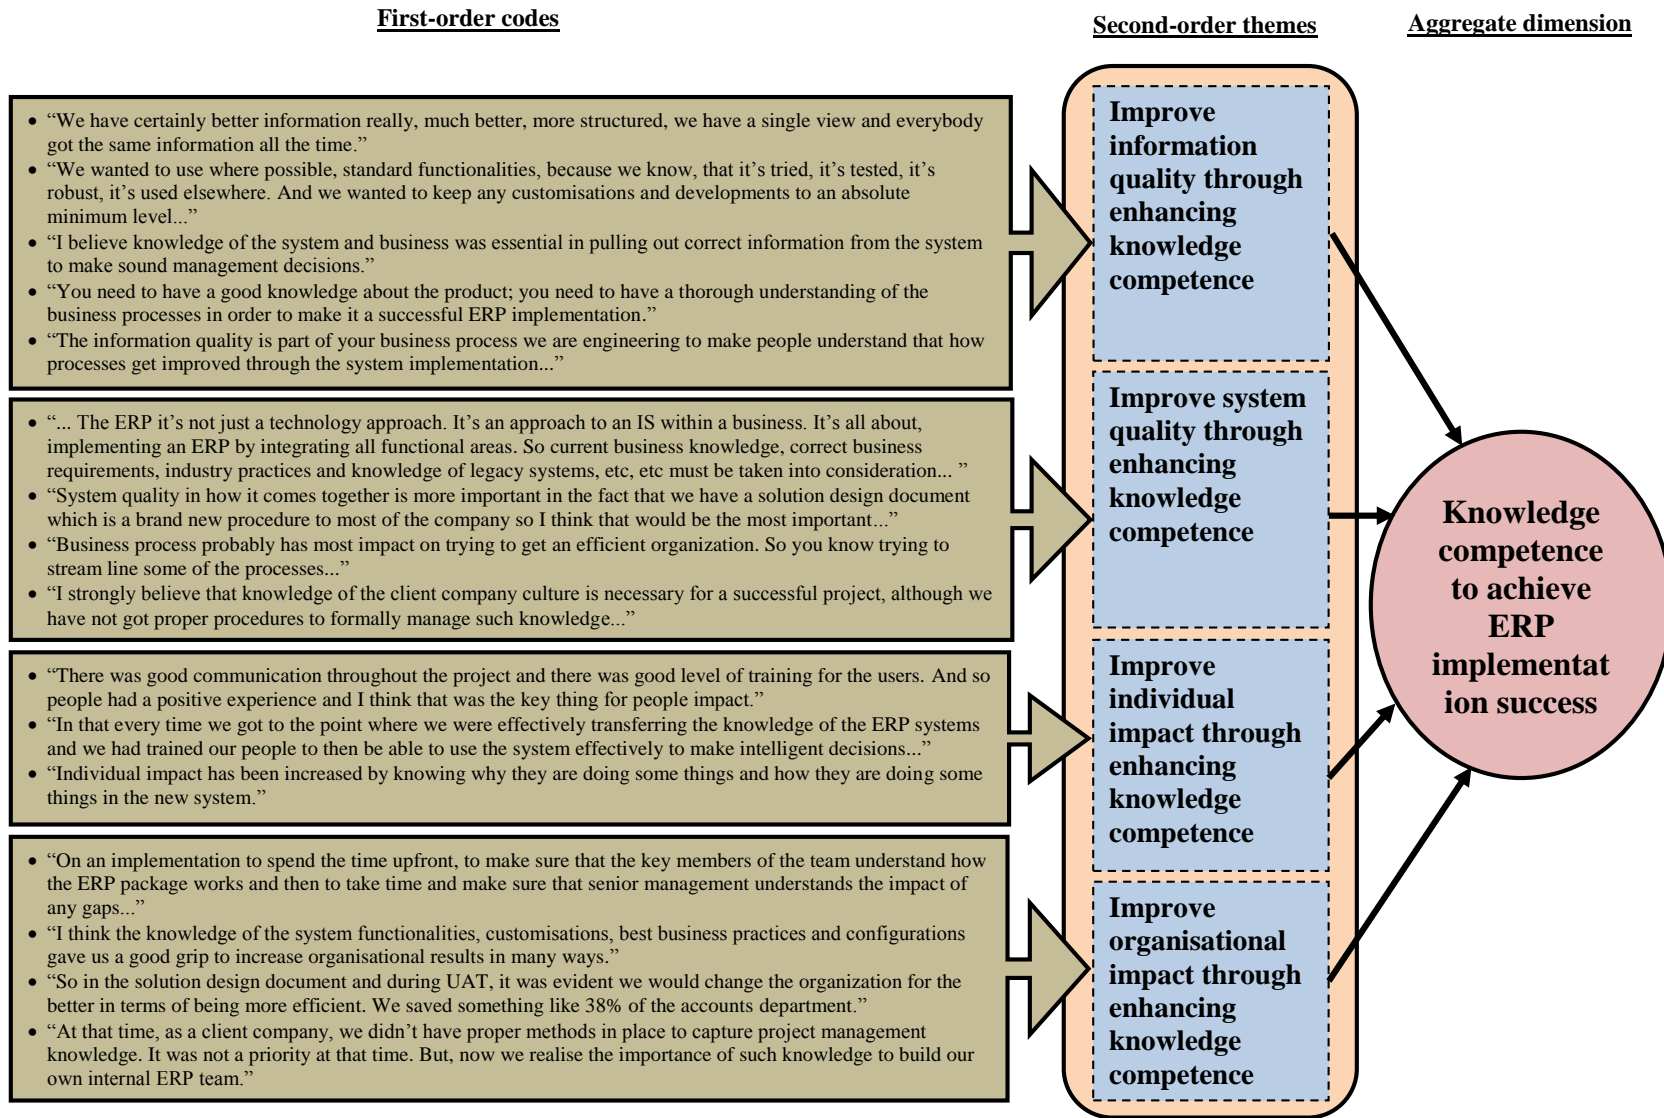 First-order codes
Second-order themes
Aggregate dimension
• “We have certainly better information really, much better, more structured, we have a single view and everybody
got the same information all the time.”
• “We wanted to use where possible, standard functionalities, because we know, that it’s tried, it’s tested, it’s
robust, it’s used elsewhere. And we wanted to keep any customisations and developments to an absolute
minimum level...”
• “I believe knowledge of the system and business was essential in pulling out correct information from the system
to make sound management decisions.”
• “You need to have a good knowledge about the product; you need to have a thorough understanding of the
business processes in order to make it a successful ERP implementation.”
• “The information quality is part of your business process we are engineering to make people understand that how
processes get improved through the system implementation...”
• “... The ERP it’s not just a technology approach. It’s an approach to an IS within a business. It’s all about,
implementing an ERP by integrating all functional areas. So current business knowledge, correct business
requirements, industry practices and knowledge of legacy systems, etc, etc must be taken into consideration... ”
• “System quality in how it comes together is more important in the fact that we have a solution design document
which is a brand new procedure to most of the company so I think that would be the most important...”
• “Business process probably has most impact on trying to get an efficient organization. So you know trying to
stream line some of the processes...”
• “I strongly believe that knowledge of the client company culture is necessary for a successful project, although we
have not got proper procedures to formally manage such knowledge...”
• “There was good communication throughout the project and there was good level of training for the users. And so
people had a positive experience and I think that was the key thing for people impact.”
• “In that every time we got to the point where we were effectively transferring the knowledge of the ERP systems
and we had trained our people to then be able to use the system effectively to make intelligent decisions...”
• “Individual impact has been increased by knowing why they are doing some things and how they are doing some
things in the new system.”
• “On an implementation to spend the time upfront, to make sure that the key members of the team understand how
the ERP package works and then to take time and make sure that senior management understands the impact of
any gaps...”
• “I think the knowledge of the system functionalities, customisations, best business practices and configurations
gave us a good grip to increase organisational results in many ways.”
• “So in the solution design document and during UAT, it was evident we would change the organization for the
better in terms of being more efficient. We saved something like 38% of the accounts department.”
• “At that time, as a client company, we didn’t have proper methods in place to capture project management
knowledge. It was not a priority at that time. But, now we realise the importance of such knowledge to build our
own internal ERP team.”
Improve
information
quality through
enhancing
knowledge
competence
Improve system
quality through
enhancing
knowledge
competence
Improve
individual
impact through
enhancing
knowledge
competence
Improve
organisational
impact through
enhancing
knowledge
competence
Knowledge
competence
to achieve
ERP
implementat
ion success